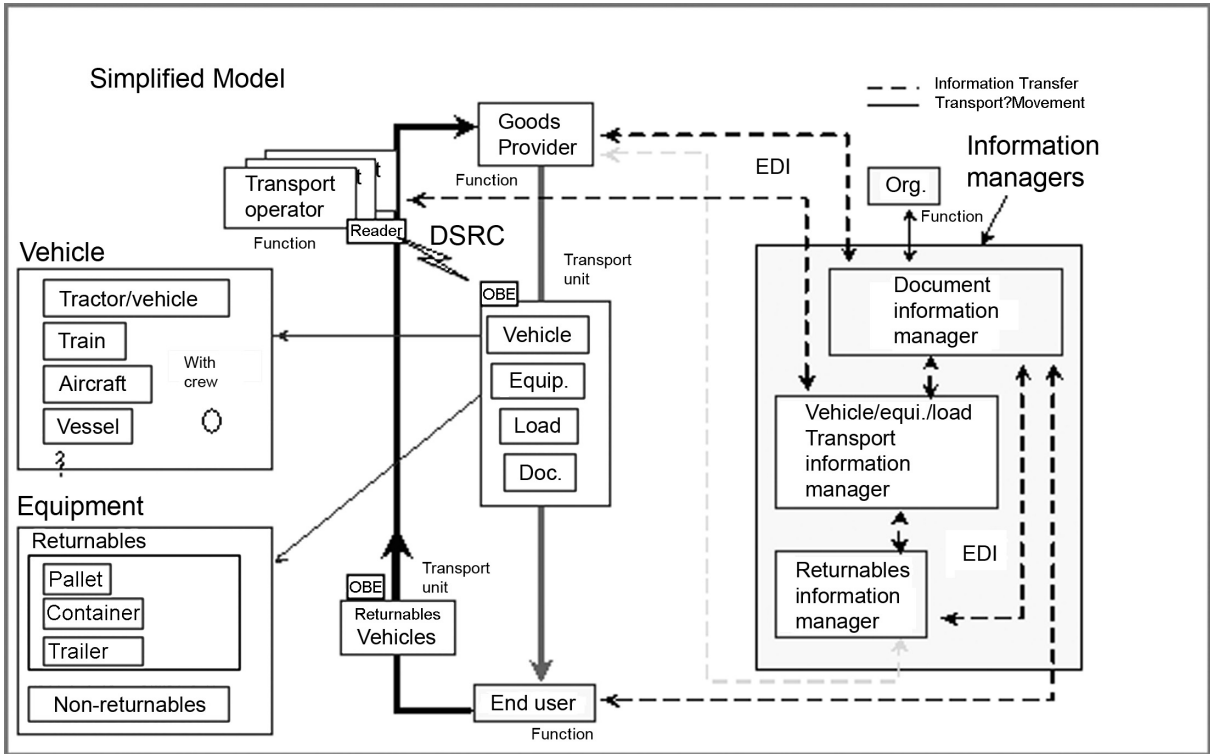 Simplified Model
Information Transfer
Transport?Movement
Goods
Provider
Function
EDI
Information
managers
Org.
Function
t
t
Transport
operator
Function
Reader
DSRC
Transport
unit
OBE
Vehicle
Equip.
Load
Doc.
Vehicle
Tractor/vehicle
Train
Aircraft
Vessel
With
crew
Equipment
Returnables
Pallet
Container
Trailer
Non-returnables
OBE
Transport
unit
Returnables
Vehicles
End user
Function
Document
information
manager
Vehicle/equi./load
Transport
information
manager
Returnables
information
manager
EDI